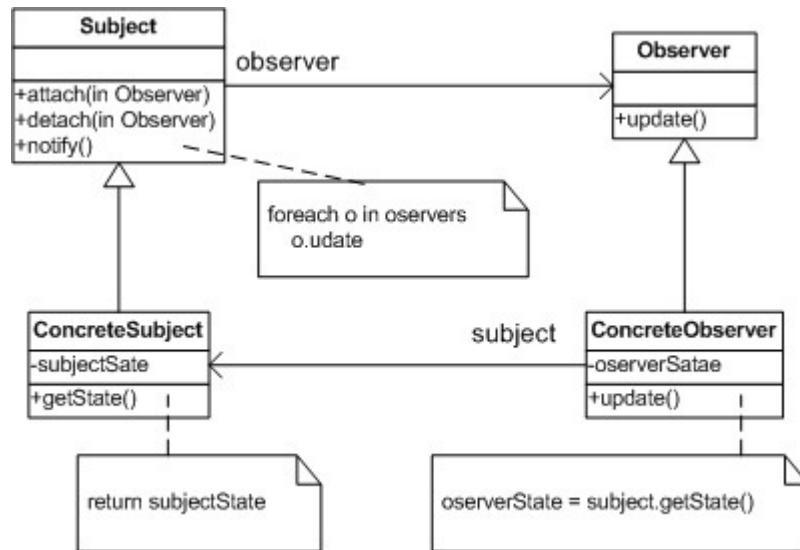 Subject
+attach(in Observer)
+detach(in Observer)
+notify()
observer
Observer
+update()
foreach o in oservers
o.udate
ConcreteSubject
-subjectSate
+getState()
subject
ConcreteObserver
-oserverSatae
+update()
return subjectState
oserverState = subject.getState()